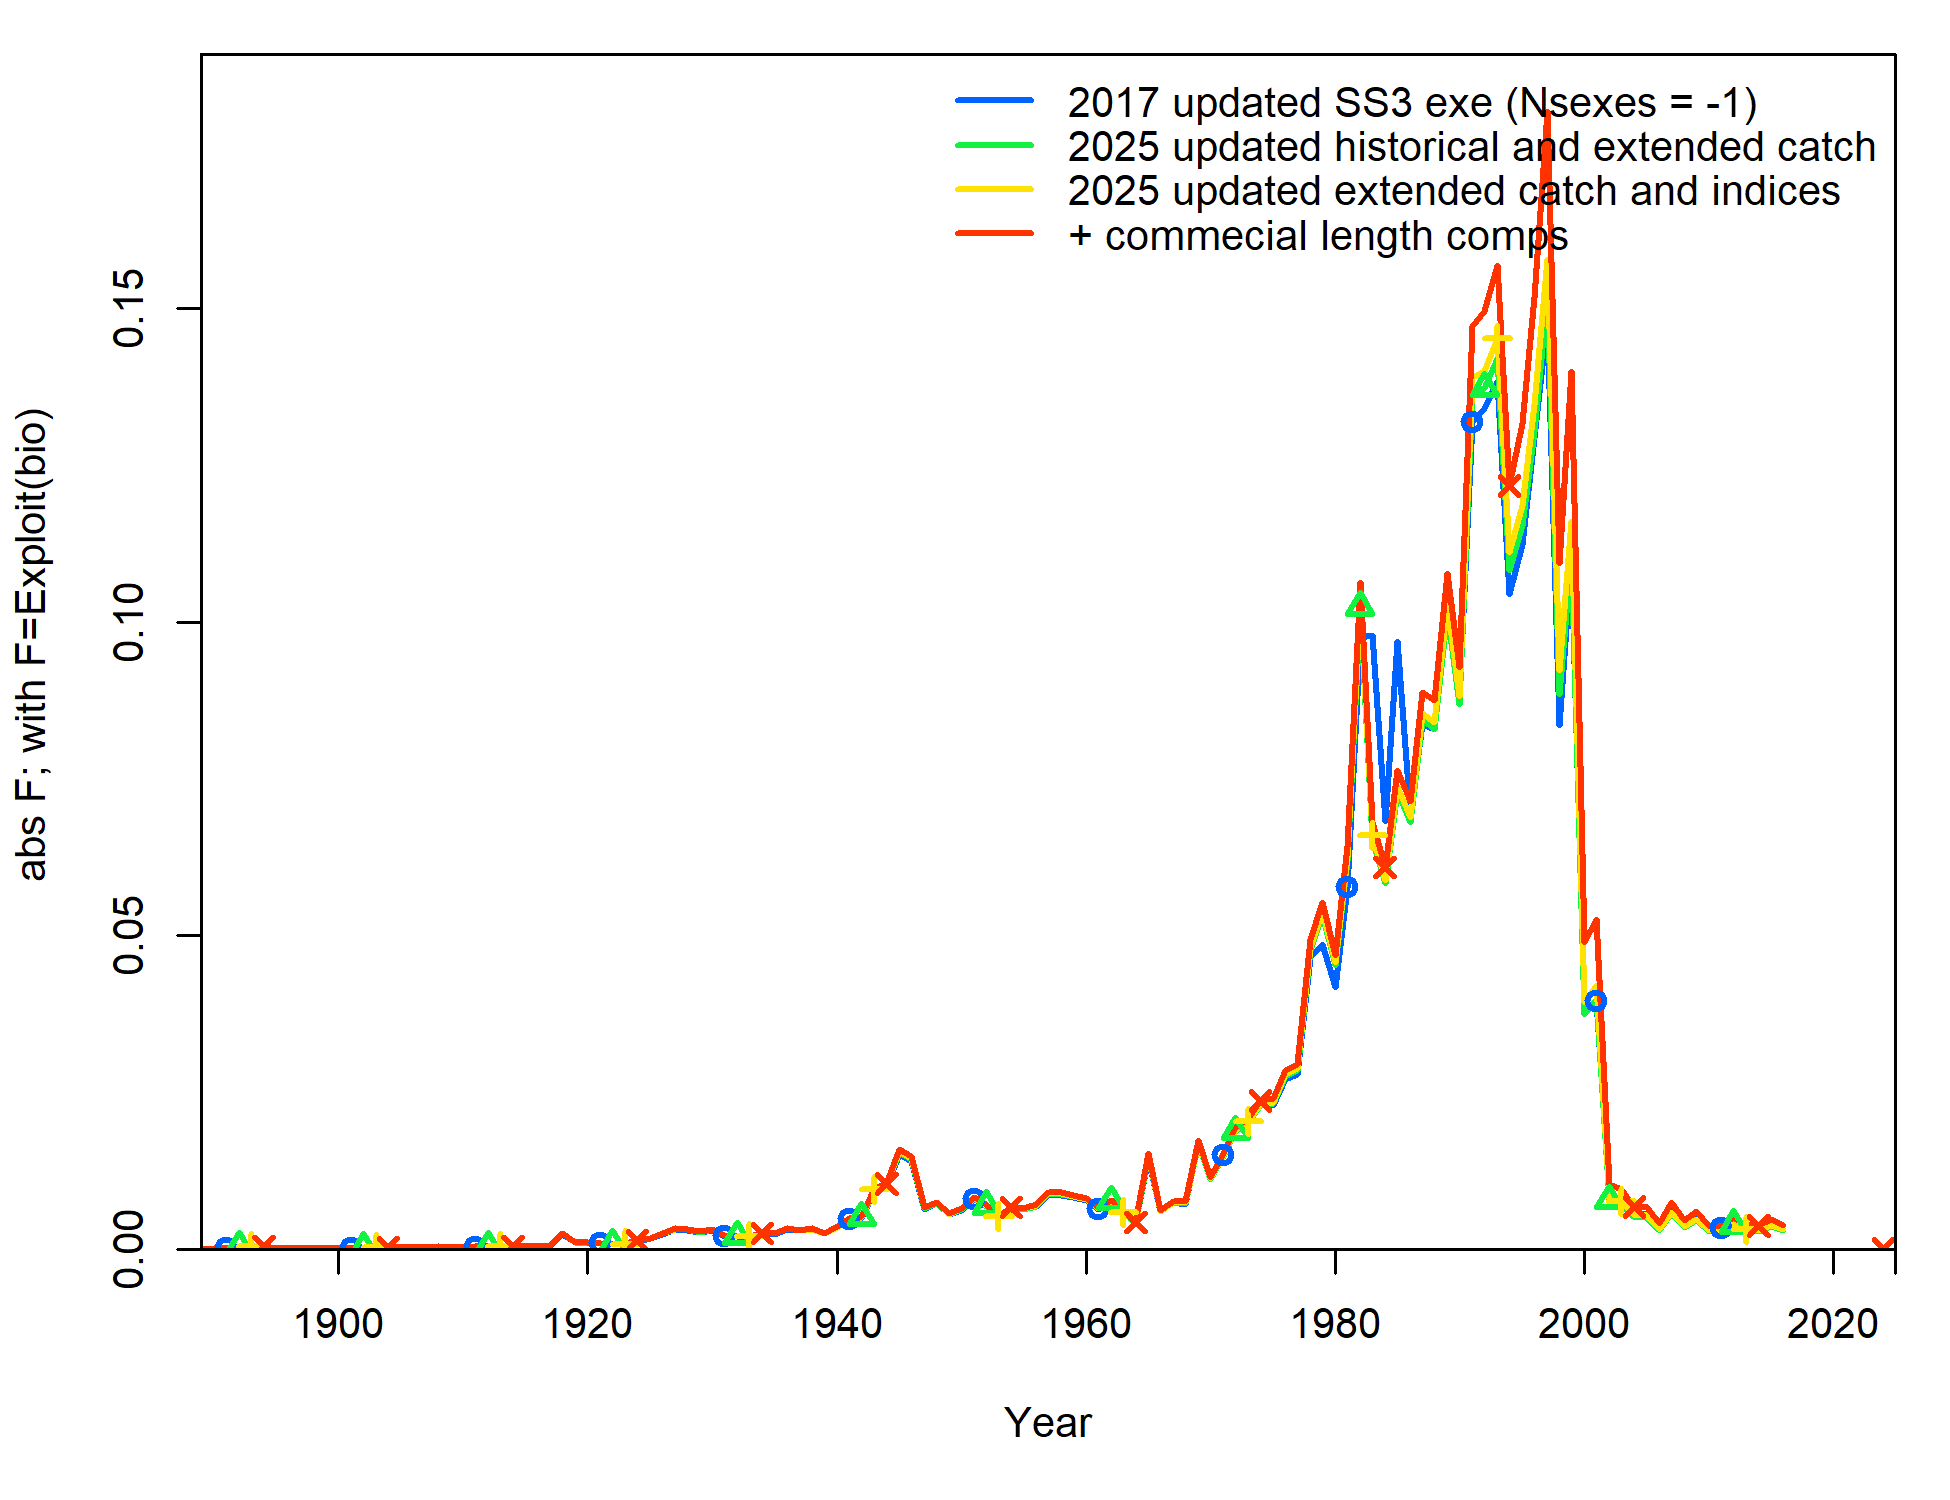 2017 updated SS3 exe (Nsexes = -1)
2025 updated historical and extended catch
2025 updated extended catch and indices
+ commecial length comps
abs F; with F=Exploit(bio)
0.15
0.10
0.05
0.00
1900 1920 1940 1960 1980 2000 2020
Year